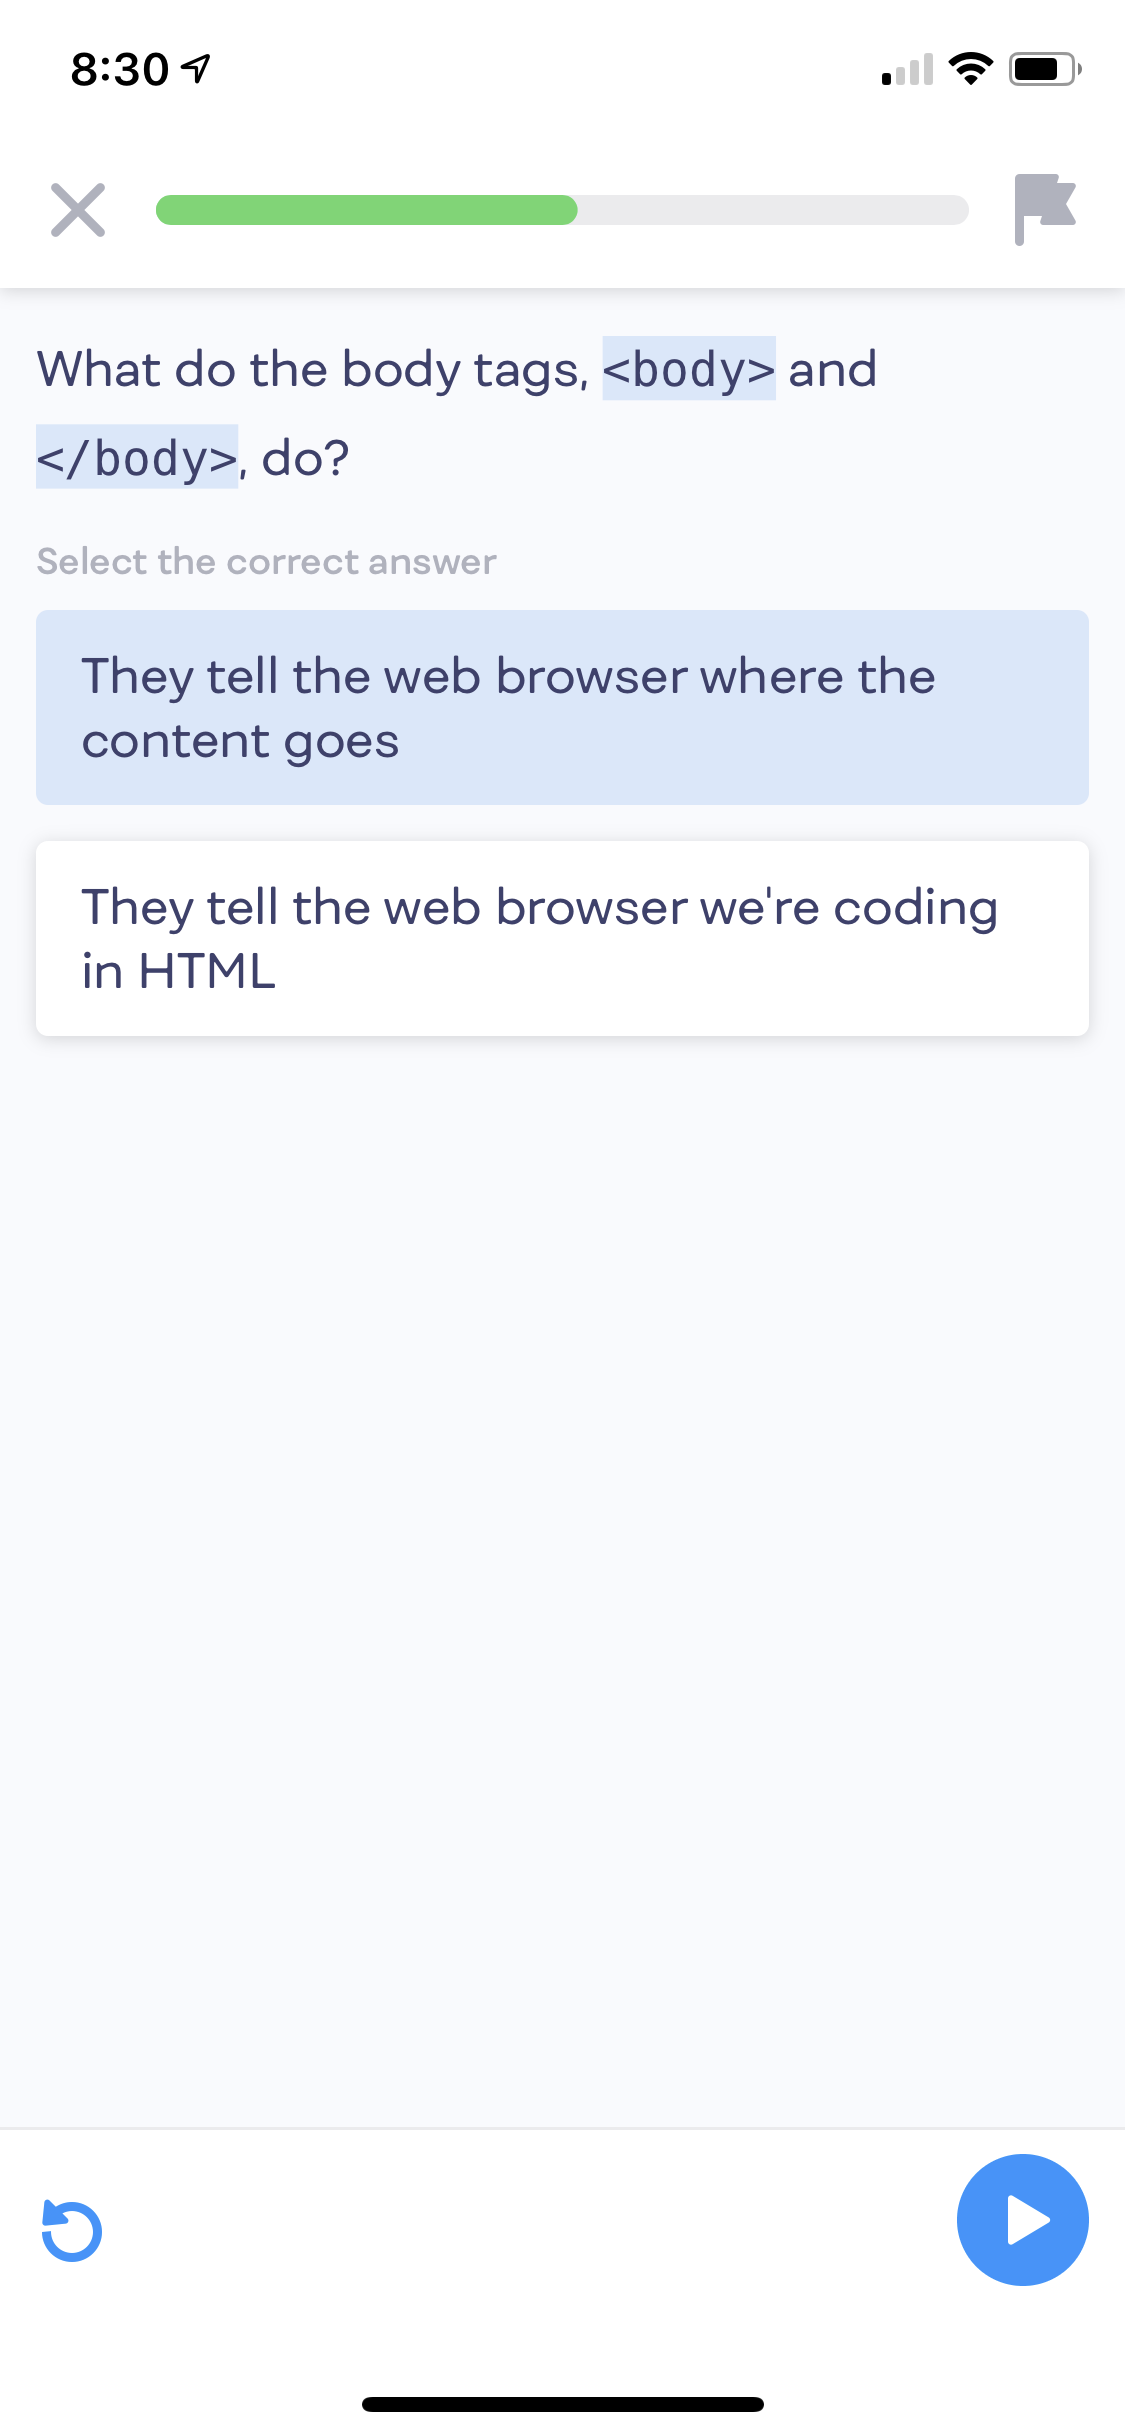 8:30
What do the body tags, <body> and
</body>, do?
Select the correct answer
They tell the web browser where the
content goes
They tell the web browser we're coding
in HTML